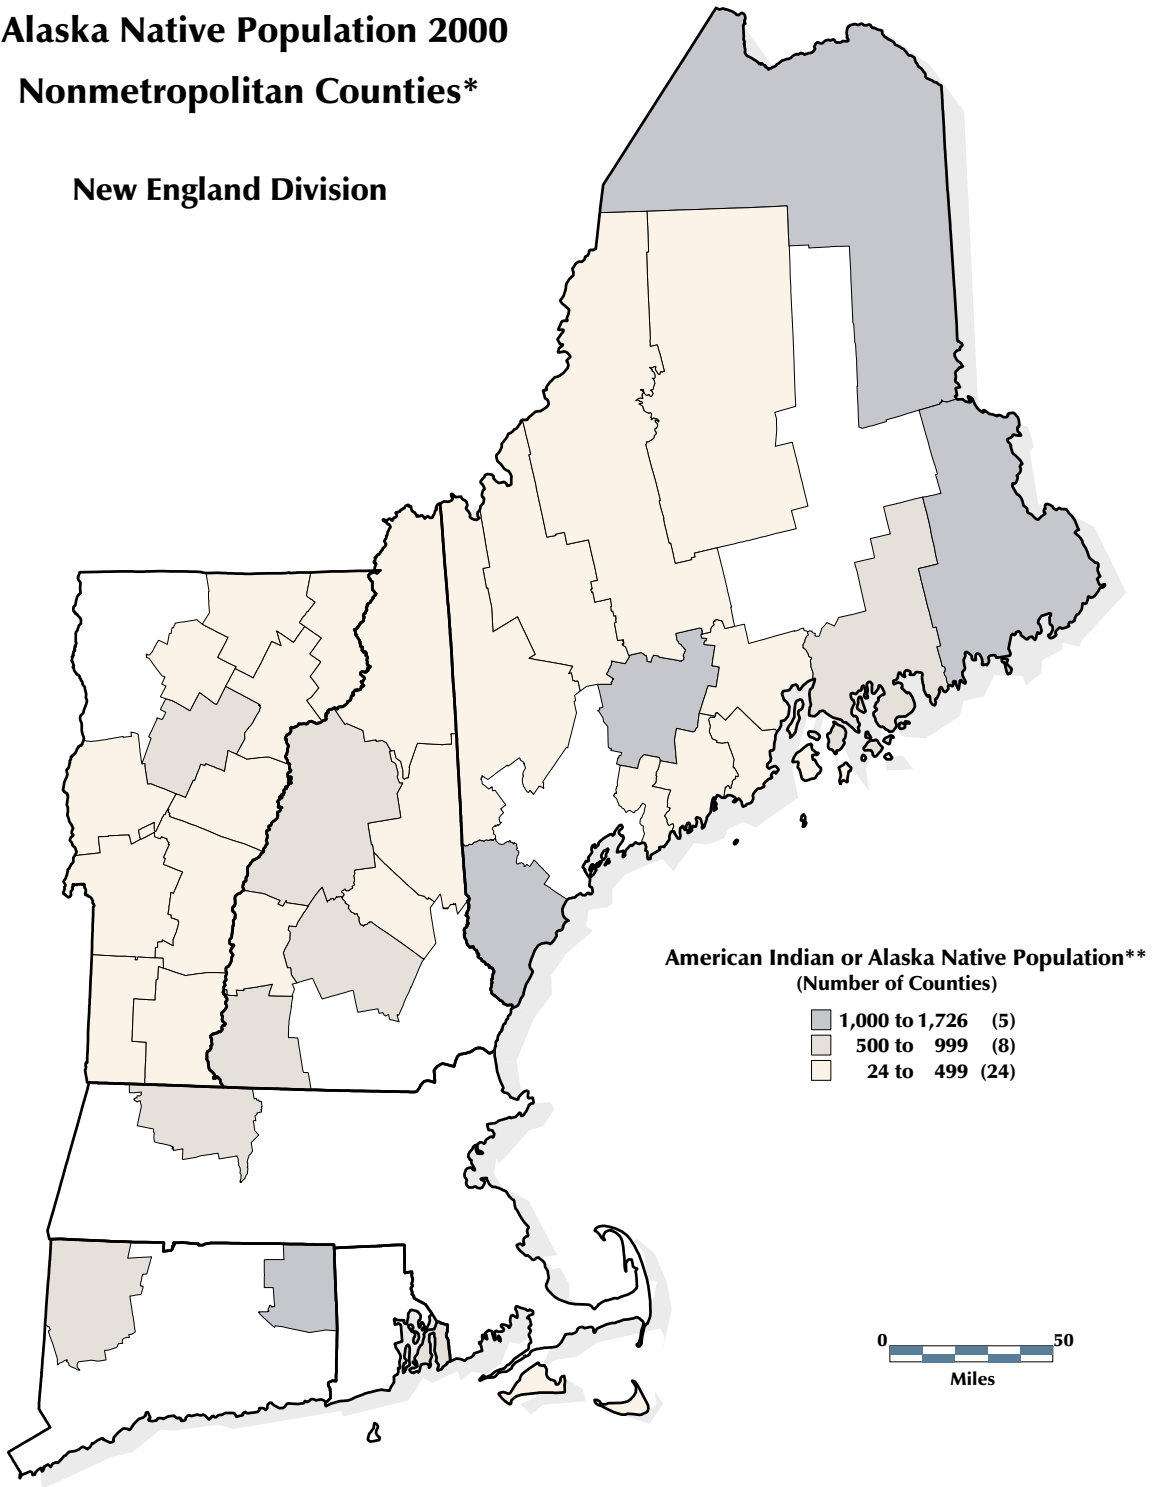 Alaska Native Population 2000
Nonmetropolitan Counties*
New England Division
American Indian or Alaska Native Population**
(Number of Counties)
1,000 to 1,726 (5)
500 to 999 (8)
24 to 499 (24)
0 50
Miles